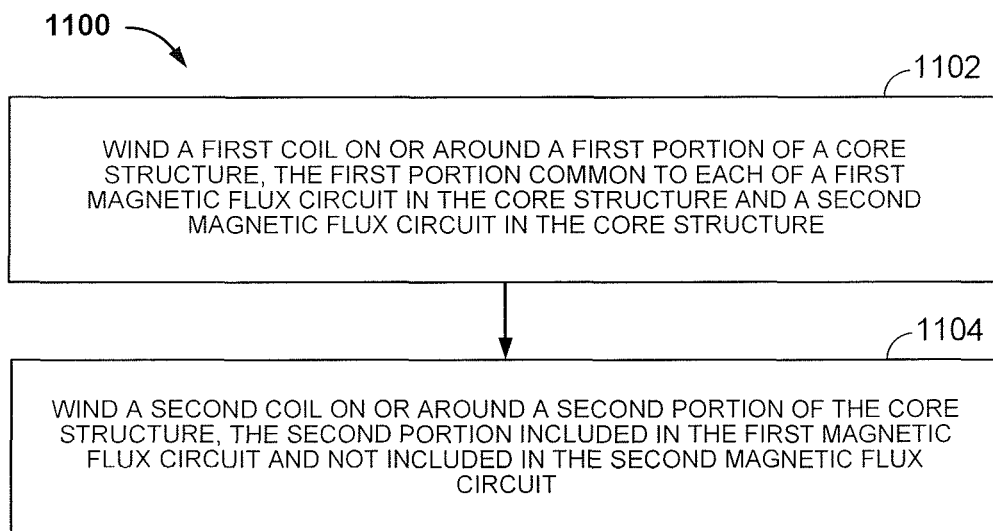 1100
1102
WIND A FIRST COIL ON OR AROUND A FIRST PORTION OF A CORE
STRUCTURE, THE FIRST PORTION COMMON TO EACH OF A FIRST
MAGNETIC FLUX CIRCUIT IN THE CORE STRUCTURE AND A SECOND
MAGNETIC FLUX CIRCUIT IN THE CORE STRUCTURE
1104
WIND A SECOND COIL ON OR AROUND A SECOND PORTION OF THE CORE
STRUCTURE, THE SECOND PORTION INCLUDED IN THE FIRST MAGNETIC
FLUX CIRCUIT AND NOT INCLUDED IN THE SECOND MAGNETIC FLUX
CIRCUIT